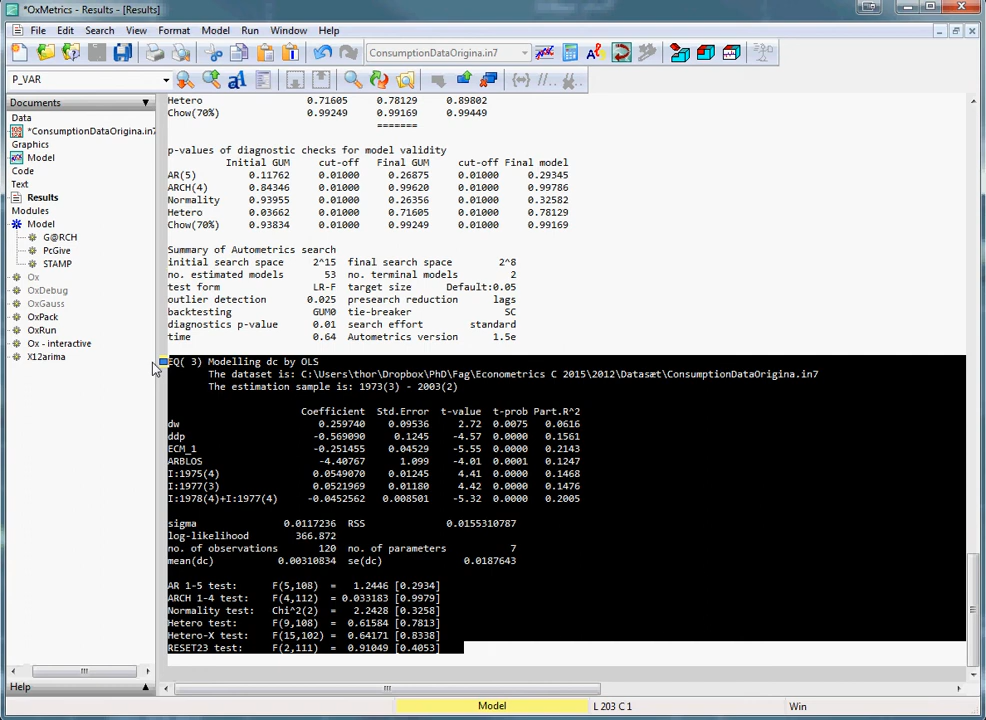 *OxMetrics - Results - [Results]
File Edit Search View Format Model Run Window Help
ConsumptionDataOrigina.in7
P_VAR
Documents
Data
*ConsumptionDataOrigina.in7
Graphics
Model
Code
Text
Results
Modules
Model
G@RCH
PcGive
STAMP
Ox
OxDebug
OxGauss
OxPack
OxRun
Ox - interactive
X12arima
Help
Hetero 0.71605 0.78129 0.89802
Chow(70%) 0.99249 0.99169 0.99449
=======
p-values of diagnostic checks for model validity
Initial GUM cut-off Final GUM cut-off Final model
AR(5) 0.11762 0.01000 0.26875 0.01000 0.29345
ARCH(4) 0.84346 0.01000 0.99620 0.01000 0.99786
Normality 0.93955 0.01000 0.26356 0.01000 0.32582
Hetero 0.03662 0.01000 0.71605 0.01000 0.78129
Chow(70%) 0.93834 0.01000 0.99249 0.01000 0.99169
Summary of Autometrics search
initial search space 2^15 final search space 2^8
no. estimated models 53 no. terminal models 2
test form LR-F target size Default:0.05
outlier detection 0.025 presearch reduction lags
backtesting GUM0 tie-breaker SC
diagnostics p-value 0.01 search effort standard
time 0.64 Autometrics version 1.5e
EQ( 3) Modelling dc by OLS
The dataset is: C:\Users\thor\Dropbox\PhD\Fag\Econometrics C 2015\2012\Datasæt\ConsumptionDataOrigina.in7
The estimation sample is: 1973(3) - 2003(2)
Coefficient Std.Error t-value t-prob Part.R^2
dw 0.259740 0.09536 2.72 0.0075 0.0616
ddp -0.569090 0.1245 -4.57 0.0000 0.1561
ECM_1 -0.251455 0.04529 -5.55 0.0000 0.2143
ARBLOS -4.40767 1.099 -4.01 0.0001 0.1247
I:1975(4) 0.0549070 0.01245 4.41 0.0000 0.1468
I:1977(3) 0.0521969 0.01180 4.42 0.0000 0.1476
I:1978(4)+I:1977(4) -0.0452562 0.008501 -5.32 0.0000 0.2005
sigma 0.0117236 RSS 0.0155310787
log-likelihood 366.872
no. of observations 120 no. of parameters 7
mean(dc) 0.00310834 se(dc) 0.0187643
AR 1-5 test: F(5,108) = 1.2446 [0.2934]
ARCH 1-4 test: F(4,112) = 0.033183 [0.9979]
Normality test: Chi^2(2) = 2.2428 [0.3258]
Hetero test: F(9,108) = 0.61584 [0.7813]
Hetero-X test: F(15,102) = 0.64171 [0.8338]
RESET23 test: F(2,111) = 0.91049 [0.4053]
Model L 203 C 1 Win